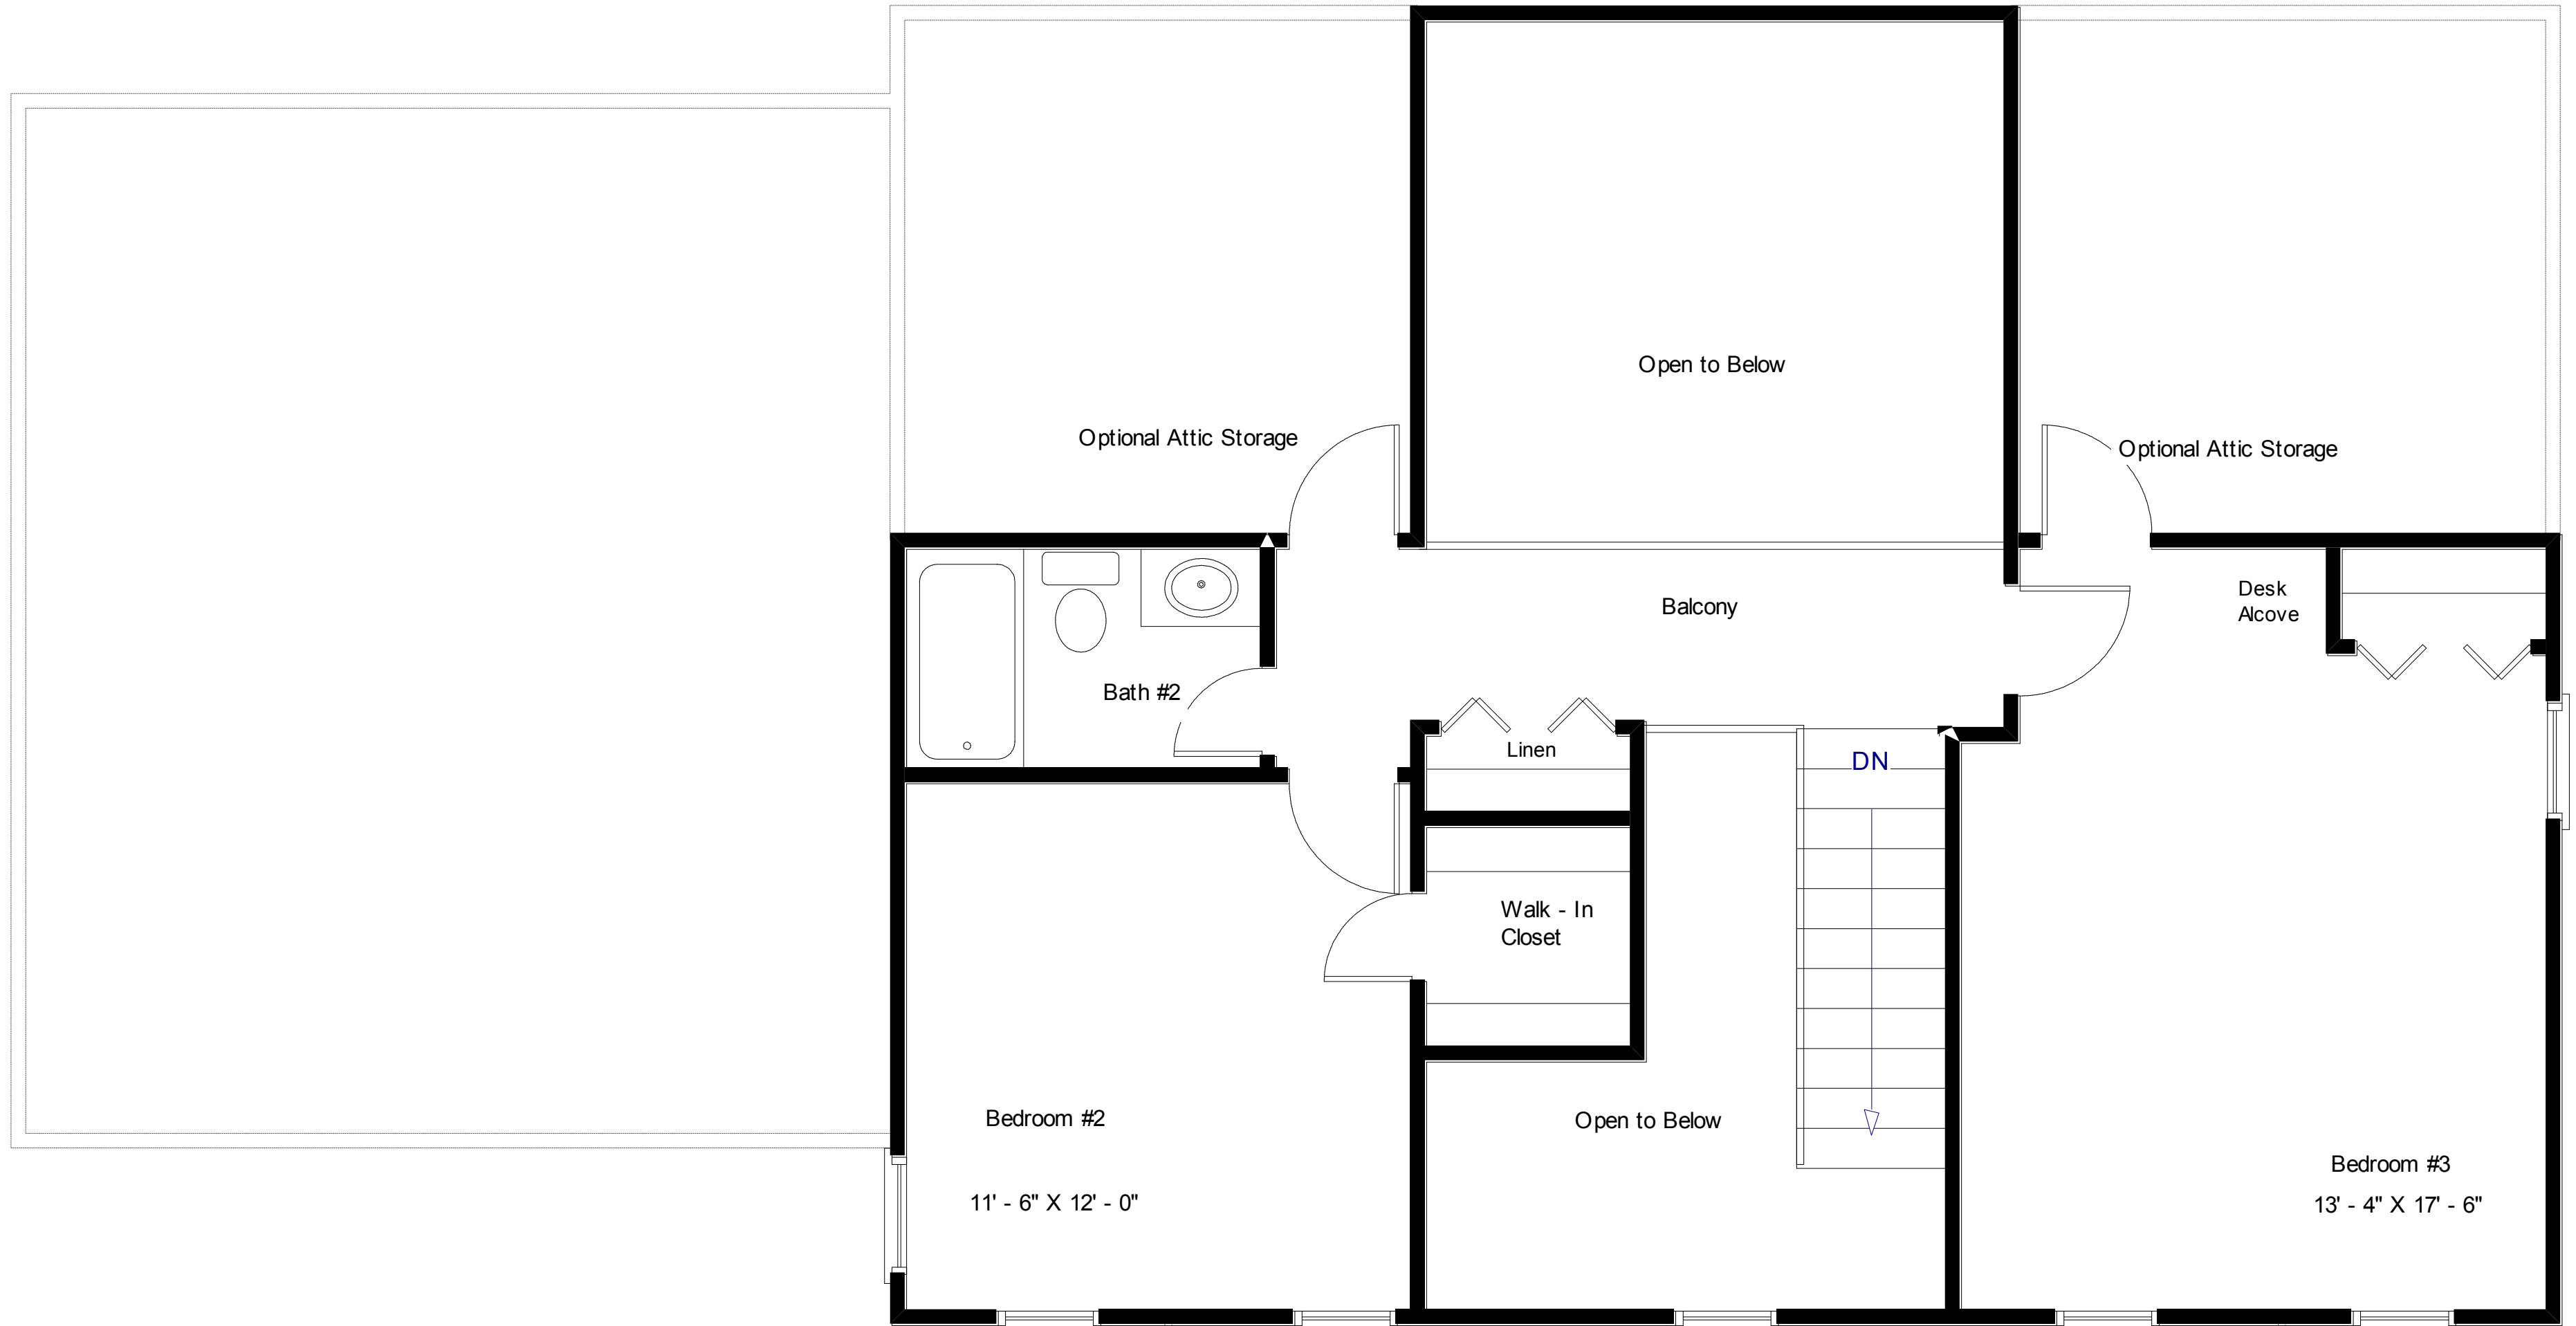 Open to Below
Optional Attic Storage
Optional Attic Storage
Desk
Alcove
Balcony
Bath #2
Linen
DN
Walk - In
Closet
Bedroom #2
Open to Below
Bedroom #3
11' - 6" X 12' - 0"
13' - 4" X 17' - 6"